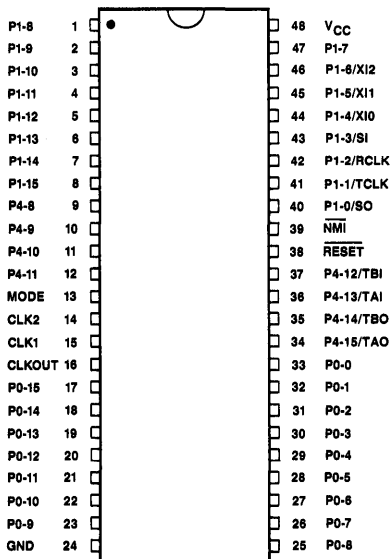 P1-8 1 48 VCC
P1-9 2 47 P1-7
P1-10 3 46 P1-6/XI2
P1-11 4 45 P1-5/XI1
P1-12 5 44 P1-4/XI0
P1-13 6 43 P1-3/SI
P1-14 7 42 P1-2/RCLK
P1-15 8 41 P1-1/TCLK
P4-8 9 40 P1-0/SO
P4-9 10 39 NMI
P4-10 11 38 RESET
P4-11 12 37 P4-12/TBI
MODE 13 36 P4-13/TAI
CLK2 14 35 P4-14/TBO
CLK1 15 34 P4-15/TAO
CLKOUT 16 33 P0-0
P0-15 17 32 P0-1
P0-14 18 31 P0-2
P0-13 19 30 P0-3
P0-12 20 29 P0-4
P0-11 21 28 P0-5
P0-10 22 27 P0-6
P0-9 23 26 P0-7
GND 24 25 P0-8